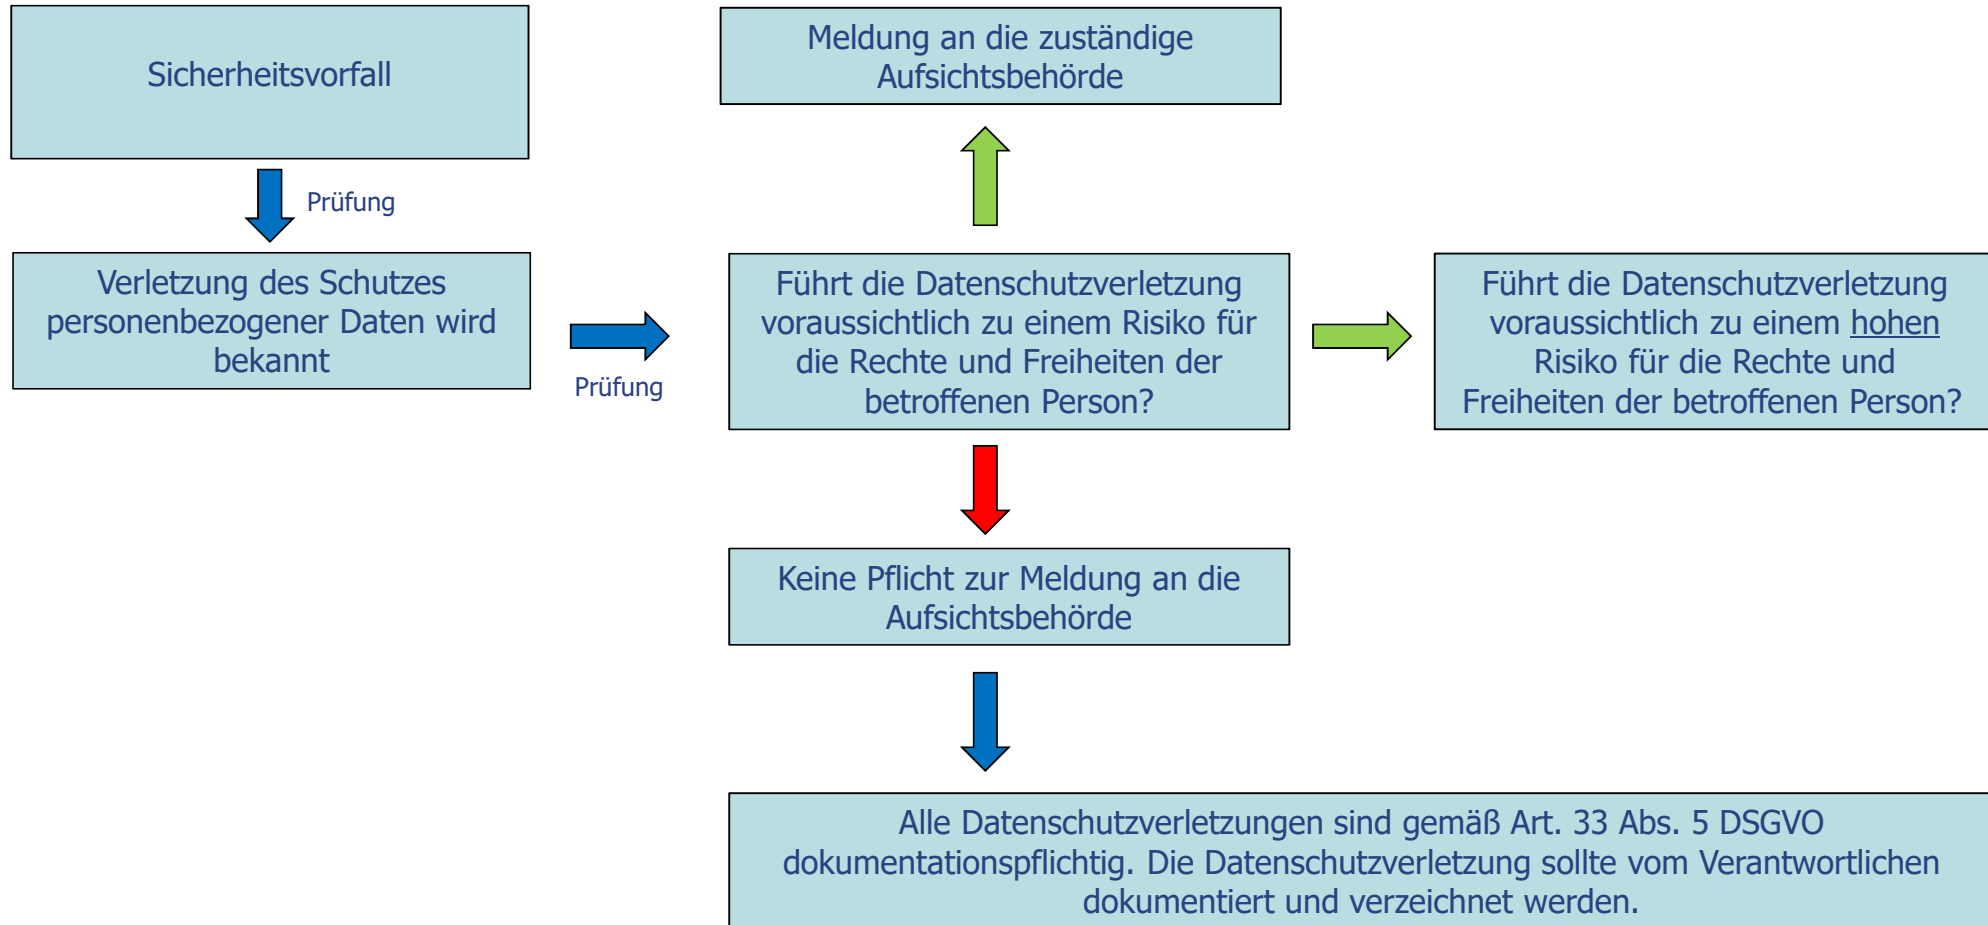 Sicherheitsvorfall
Meldung an die zuständige
Aufsichtsbehörde
Prüfung
Verletzung des Schutzes
personenbezogener Daten wird
bekannt
Prüfung
Führt die Datenschutzverletzung
voraussichtlich zu einem Risiko für
die Rechte und Freiheiten der
betroffenen Person?
Führt die Datenschutzverletzung
voraussichtlich zu einem hohen
Risiko für die Rechte und
Freiheiten der betroffenen Person?
Keine Pflicht zur Meldung an die
Aufsichtsbehörde
Alle Datenschutzverletzungen sind gemäß Art. 33 Abs. 5 DSGVO
dokumentationspflichtig. Die Datenschutzverletzung sollte vom Verantwortlichen
dokumentiert und verzeichnet werden.